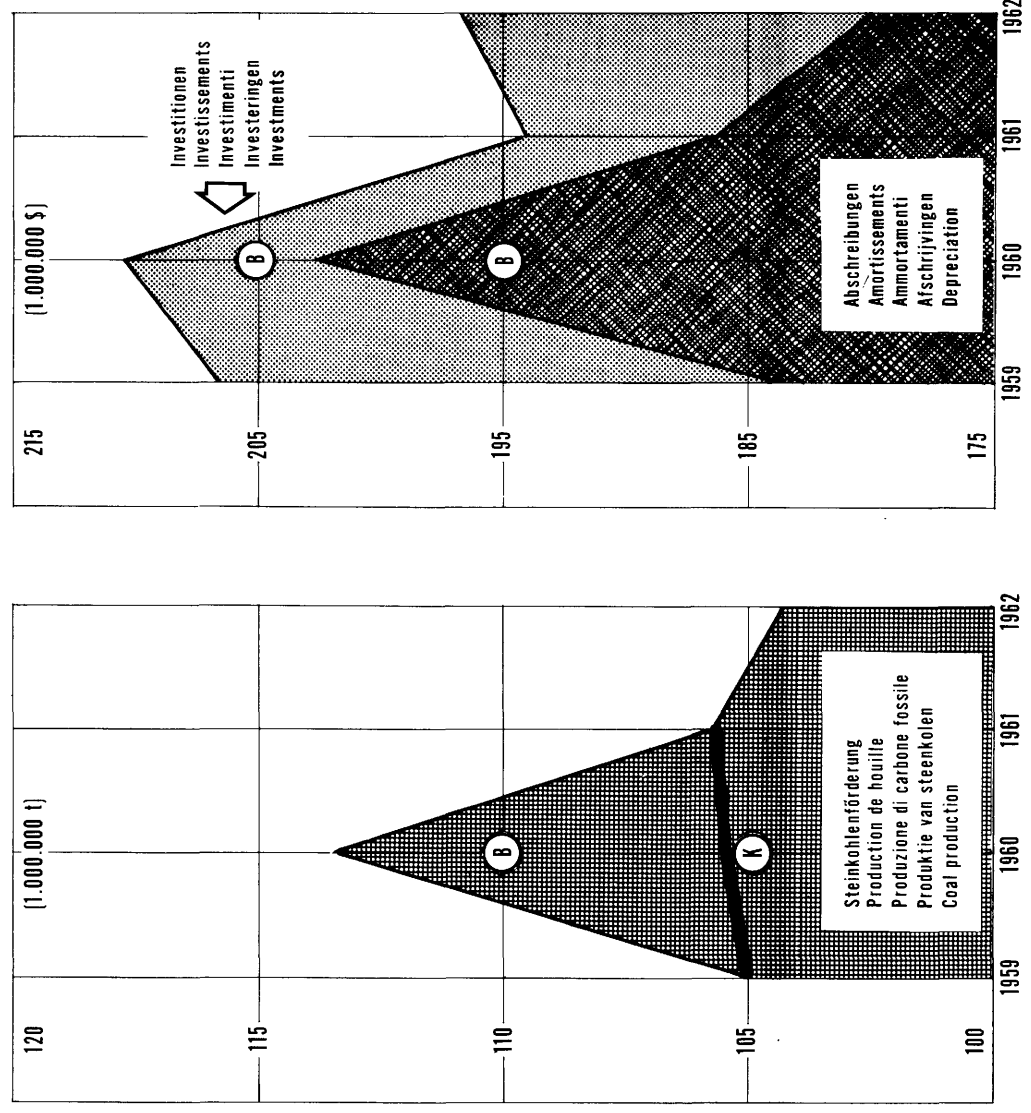 (1.000.000 t)
120
115
110
105
100
B
K
Steinkohlenförderung
Production de houille
Produzione di carbone fossile
Produktie van steenkolen
Coal production
1959
1960
1961
1962
(1.000.000 $)
215
205
195
185
175
Investitionen
Investissements
Investimenti
Investeringen
Investments
B
B
Abschreibungen
Amortissements
Ammortamenti
Afschrijvingen
Depreciation
1959
1960
1961
1962